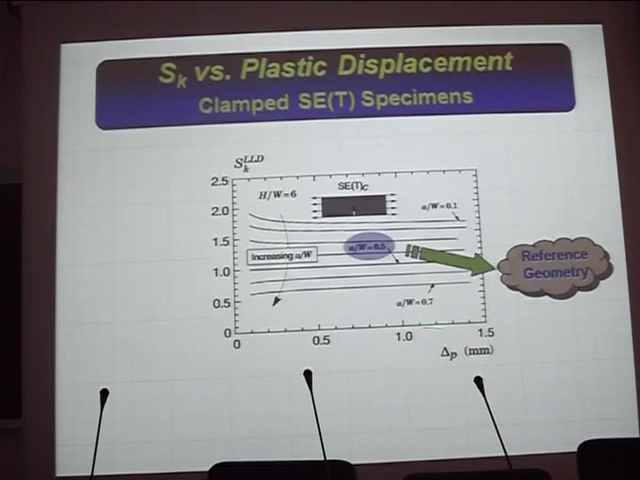 Sk vs. Plastic Displacement
Clamped SE(T) Specimens
SkLLD
2.5
2.0
1.5
1.0
0.5
0
H/W=6
SE(T)C
a/W=0.1
Increasing a/W
a/W=0.5
a/W=0.7
Reference
Geometry
0
0.5
1.0
1.5
Δp (mm)